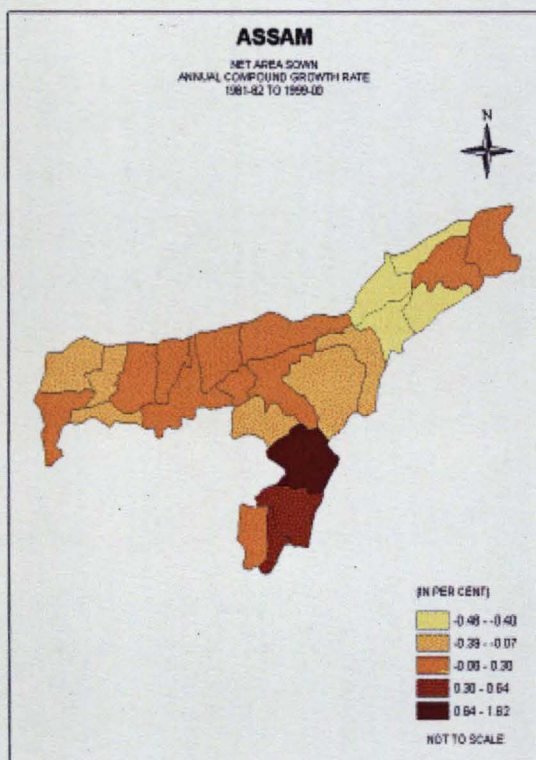 ASSAM
NET AREA SOWN
ANNUAL COMPOUND GROWTH RATE
1981-82 TO 1999-00
N
(IN PER CENT)
-0.46 - -0.40
-0.39 - -0.07
-0.06 - 0.30
0.30 - 0.64
0.64 - 1.62
NOT TO SCALE